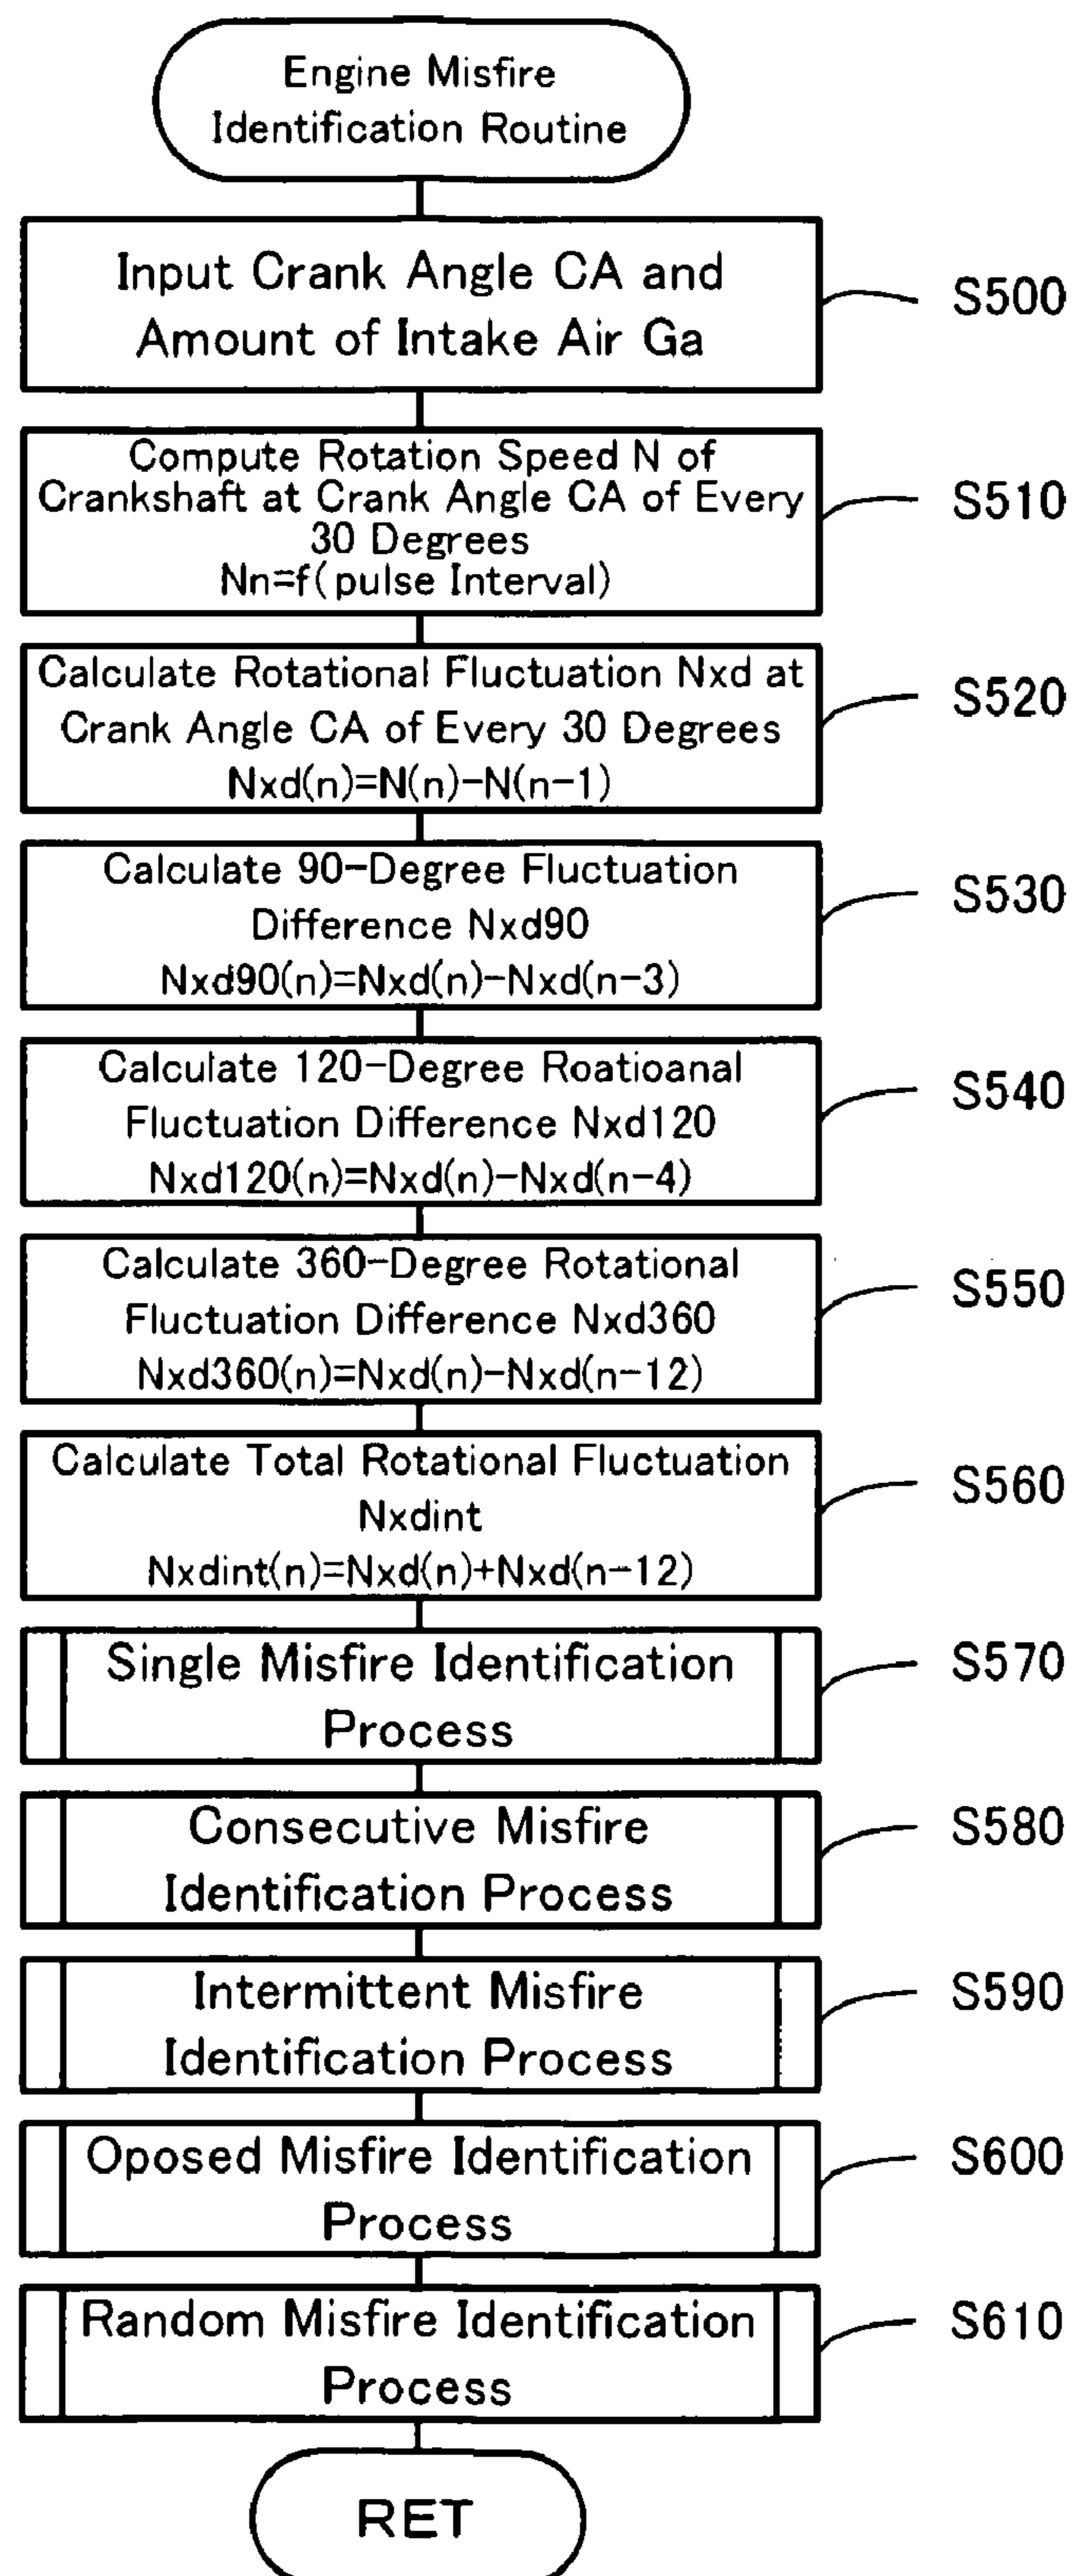 Engine Misfire
Identification Routine
Input Crank Angle CA and
Amount of Intake Air Ga
S500
Compute Rotation Speed N of
Crankshaft at Crank Angle CA of Every
30 Degrees
Nn=f(pulse Interval)
S510
Calculate Rotational Fluctuation Nxd at
Crank Angle CA of Every 30 Degrees
Nxd(n)=N(n)-N(n-1)
S520
Calculate 90-Degree Fluctuation
Difference Nxd90
Nxd90(n)=Nxd(n)-Nxd(n-3)
S530
Calculate 120-Degree Roatioanal
Fluctuation Difference Nxd120
Nxd120(n)=Nxd(n)-Nxd(n-4)
S540
Calculate 360-Degree Rotational
Fluctuation Difference Nxd360
Nxd360(n)=Nxd(n)-Nxd(n-12)
S550
Calculate Total Rotational Fluctuation
Nxdint
Nxdint(n)=Nxd(n)+Nxd(n-12)
S560
Single Misfire Identification
Process
S570
Consecutive Misfire
Identification Process
S580
Intermittent Misfire
Identification Process
S590
Oposed Misfire Identification
Process
S600
Random Misfire Identification
Process
S610
RET